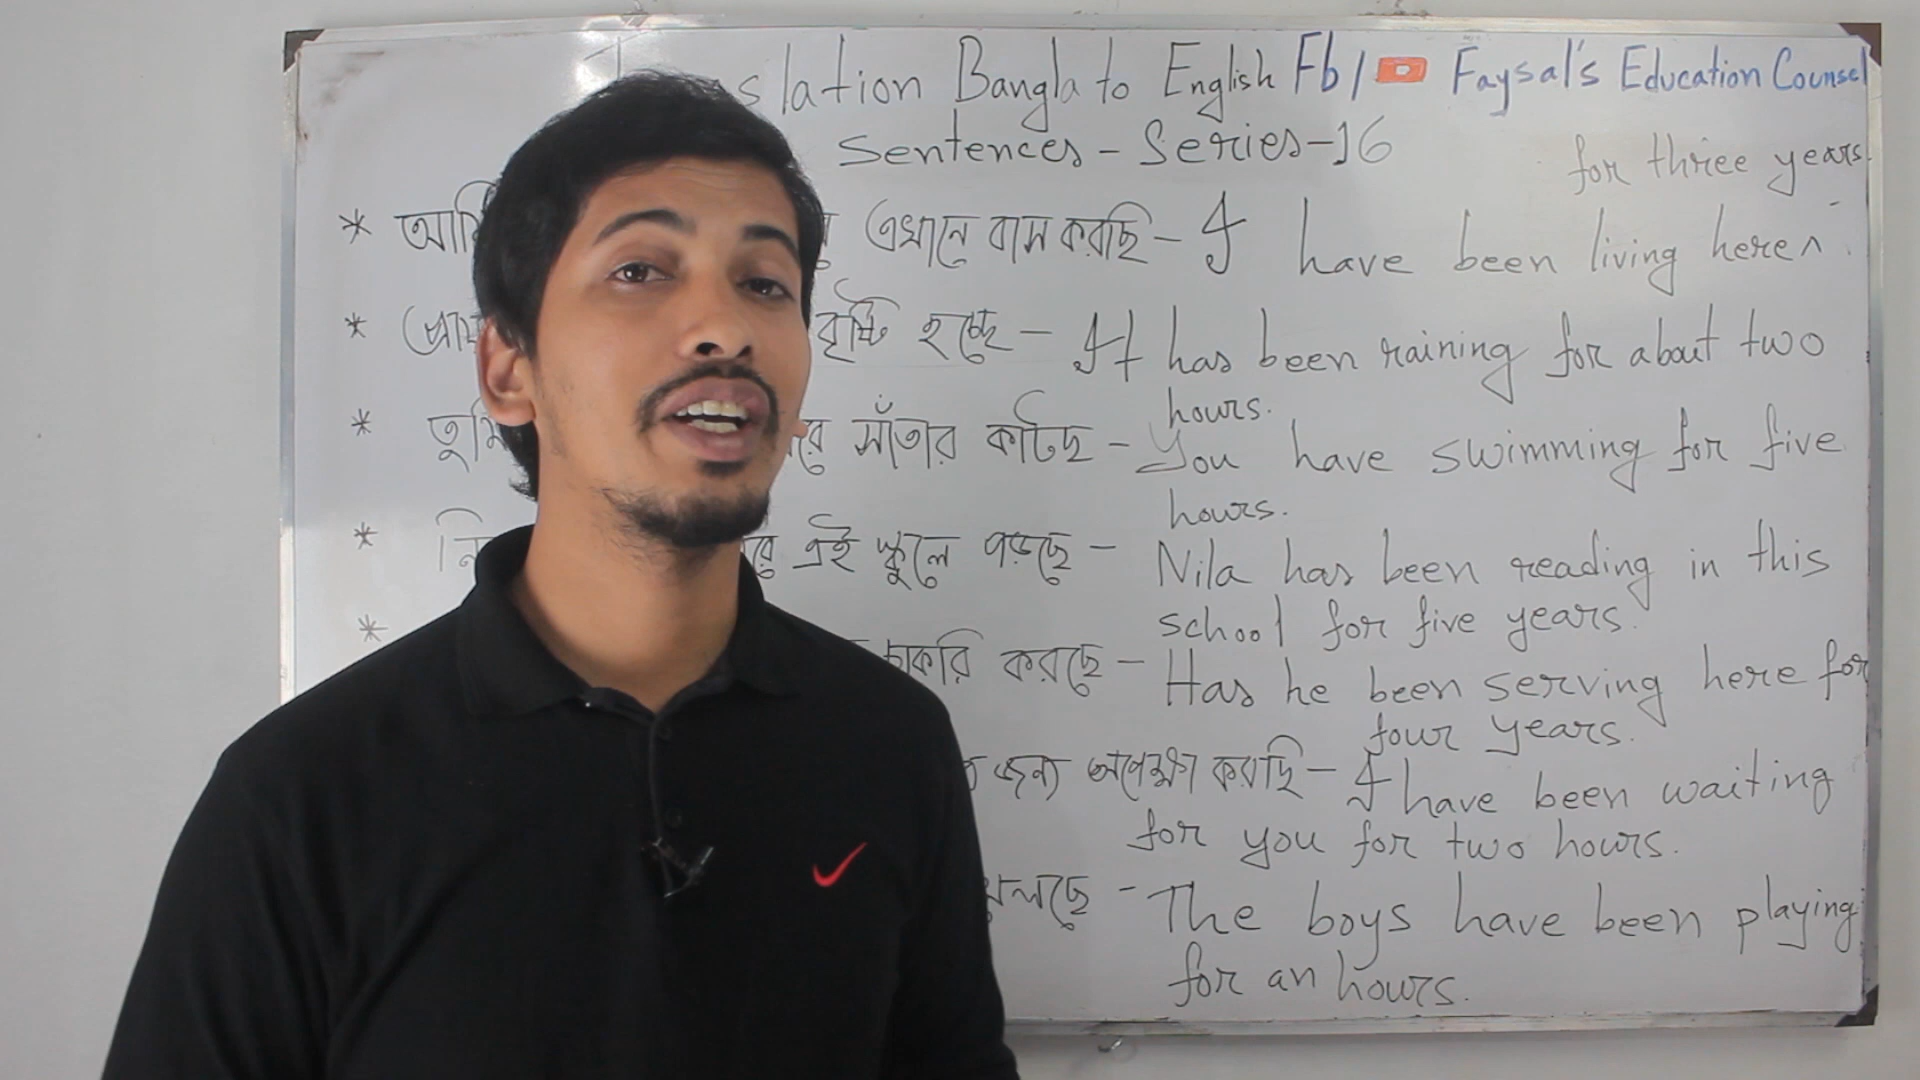 Translation Bangla to English Fb / Faysal's Education Counsel
Sentences - Series-16
for three years
* আমি এখানে বাস করছি - I have been living here ^.
* প্রায় বৃষ্টি হচ্ছে - It has been raining for about two
hours.
* তুমি ধরে সাঁতার কাটছ - You have swimming for five
hours.
* এই স্কুলে পড়ছে - Nila has been reading in this
school for five years.
* চাকরি করছে - Has he been serving here for
four years.
জন্য অপেক্ষা করছি - I have been waiting
for you for two hours.
খেলছে - The boys have been playing
for an hours.